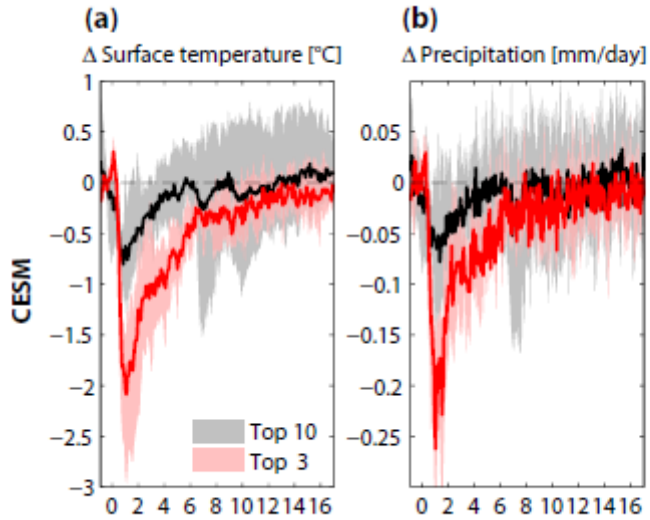 (a)
Δ Surface temperature [°C]
1
0.5
0
−0.5
−1
−1.5
−2
−2.5
−3
0 2 4 6 8 10 12 14 16
CESM
Top 10
Top 3
(b)
Δ Precipitation [mm/day]
0.05
0
−0.05
−0.1
−0.15
−0.2
−0.25
0 2 4 6 8 10 12 14 16